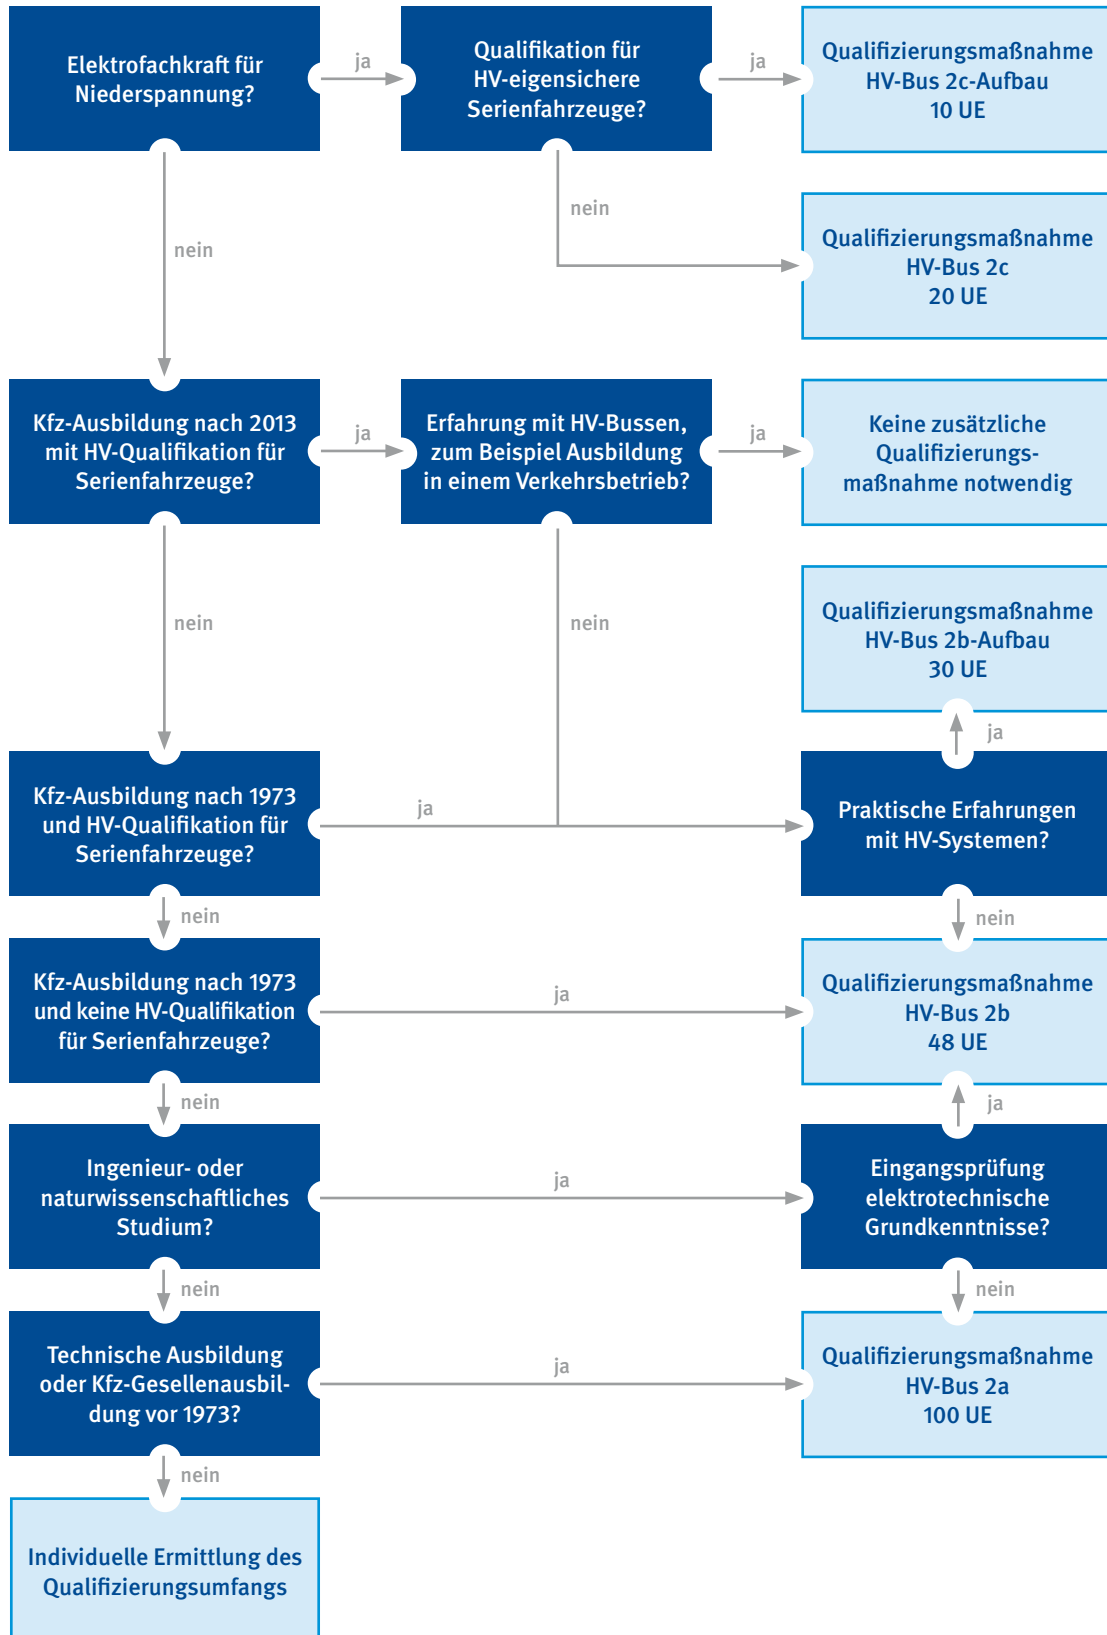 Elektrofachkraft für
Niederspannung?
ja
Qualifikation für
HV-eigensichere
Serienfahrzeuge?
ja
Qualifizierungsmaßnahme
HV-Bus 2c-Aufbau
10 UE
nein
nein
Qualifizierungsmaßnahme
HV-Bus 2c
20 UE
Kfz-Ausbildung nach 2013
mit HV-Qualifikation für
Serienfahrzeuge?
ja
Erfahrung mit HV-Bussen,
zum Beispiel Ausbildung
in einem Verkehrsbetrieb?
ja
Keine zusätzliche
Qualifizierungs-
maßnahme notwendig
nein
nein
Qualifizierungsmaßnahme
HV-Bus 2b-Aufbau
30 UE
ja
Kfz-Ausbildung nach 1973
und HV-Qualifikation für
Serienfahrzeuge?
ja
Praktische Erfahrungen
mit HV-Systemen?
nein
nein
Kfz-Ausbildung nach 1973
und keine HV-Qualifikation
für Serienfahrzeuge?
ja
Qualifizierungsmaßnahme
HV-Bus 2b
48 UE
nein
ja
Ingenieur- oder
naturwissenschaftliches
Studium?
ja
Eingangsprüfung
elektrotechnische
Grundkenntnisse?
nein
nein
Technische Ausbildung
oder Kfz-Gesellenausbil-
dung vor 1973?
ja
Qualifizierungsmaßnahme
HV-Bus 2a
100 UE
nein
Individuelle Ermittlung des
Qualifizierungsumfangs